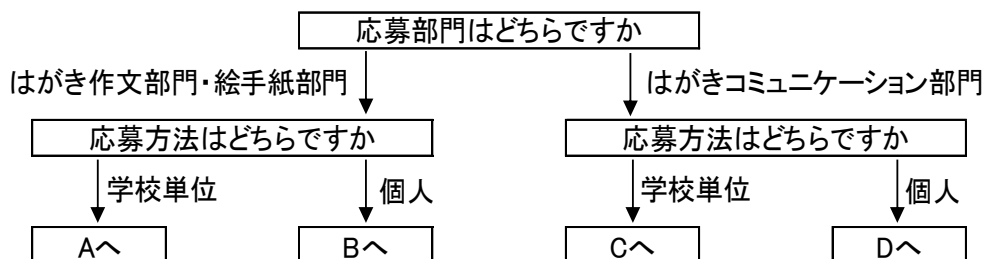 応募部門はどちらですか
はがき作文部門・絵手紙部門
はがきコミュニケーション部門
応募方法はどちらですか
応募方法はどちらですか
学校単位
個人
学校単位
個人
Aへ
Bへ
Cへ
Dへ